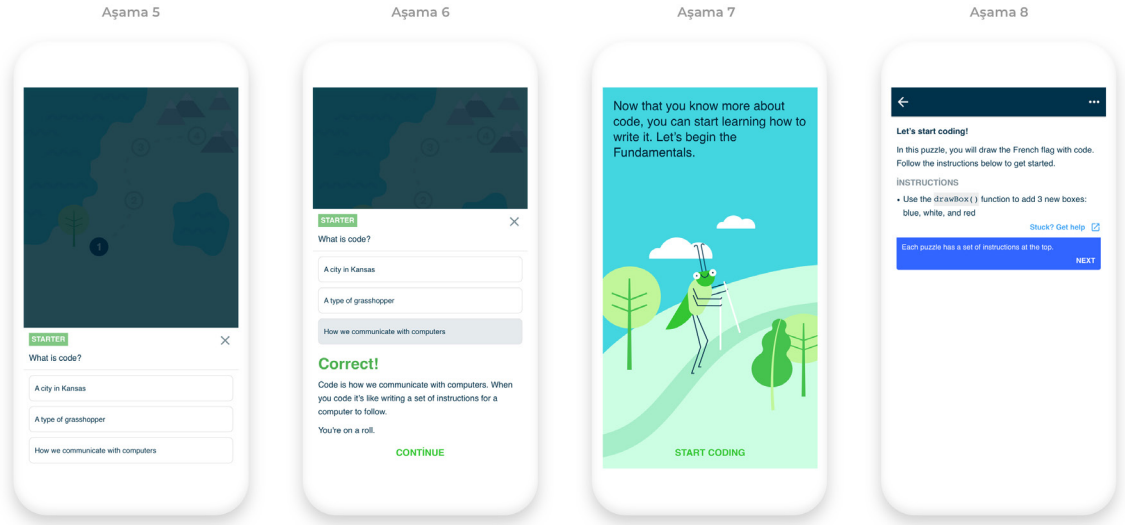 Aşama 5
STARTER
What is code?
A city in Kansas
A type of grasshopper
How we communicate with computers
Aşama 6
STARTER
What is code?
A city in Kansas
A type of grasshopper
How we communicate with computers
Correct!
Code is how we communicate with computers. When
you code it's like writing a set of instructions for a
computer to follow.
You're on a roll.
CONTİNUE
Aşama 7
Now that you know more about
code, you can start learning how to
write it. Let's begin the
Fundamentals.
START CODING
Aşama 8
Let's start coding!
In this puzzle, you will draw the French flag with code.
Follow the instructions below to get started.
İNSTRUCTİONS
• Use the drawBox() function to add 3 new boxes:
blue, white, and red
Stuck? Get help
Each puzzle has a set of instructions at the top.
NEXT
1
2
3
4